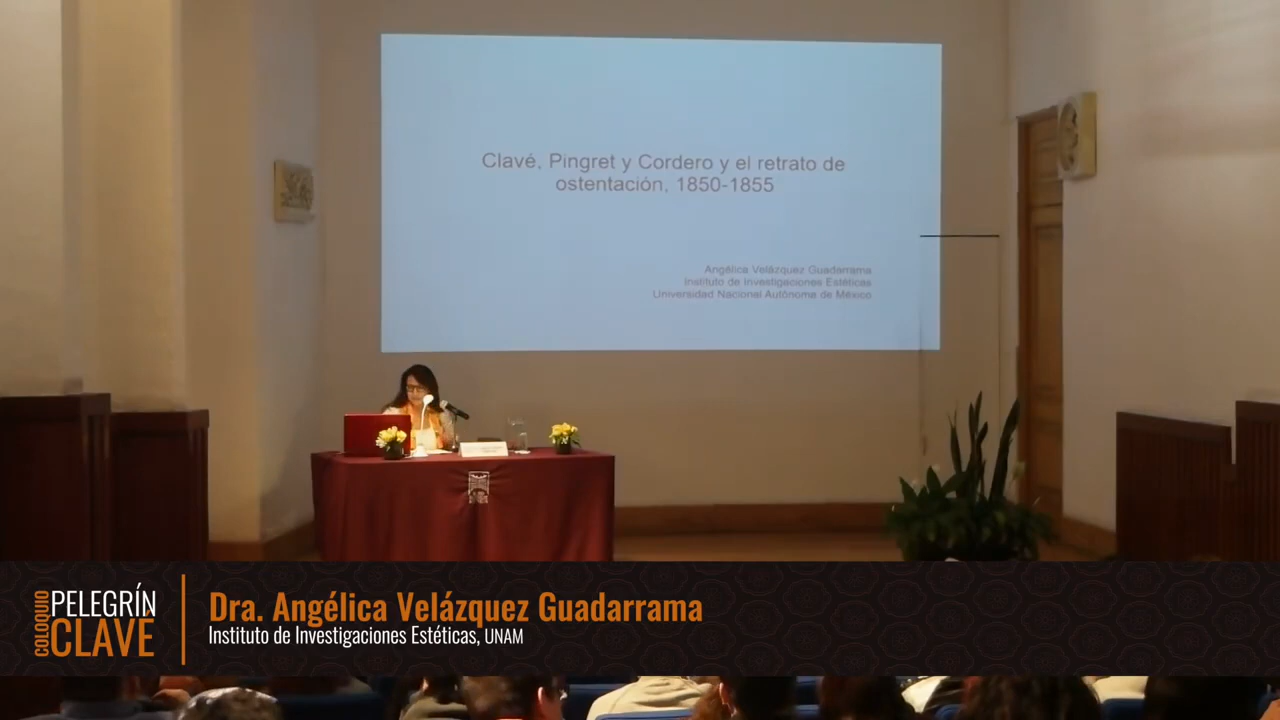 Clavé, Pingret y Cordero y el retrato de
ostentación, 1850-1855
Angélica Velázquez Guadarrama
Instituto de Investigaciones Estéticas
Universidad Nacional Autónoma de México
COLOQUIO
PELEGRÍN
CLAVÉ
Dra. Angélica Velázquez Guadarrama
Instituto de Investigaciones Estéticas, UNAM